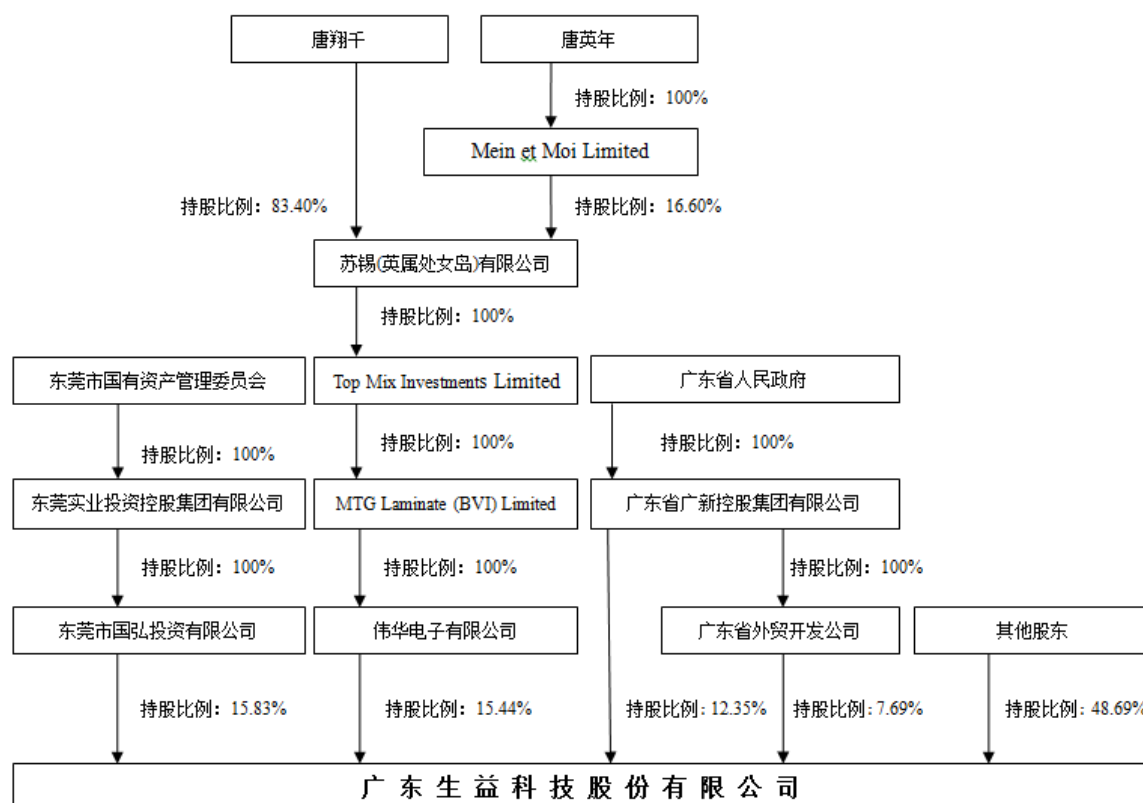 唐翔千
唐英年
持股比例：100%
Mein et Moi Limited
持股比例：83.40%
持股比例：16.60%
苏锡(英属处女岛)有限公司
持股比例：100%
东莞市国有资产管理委员会
Top Mix Investments Limited
广东省人民政府
持股比例：100%
持股比例：100%
持股比例：100%
东莞实业投资控股集团有限公司
MTG Laminate (BVI) Limited
广东省广新控股集团有限公司
持股比例：100%
持股比例：100%
持股比例：100%
东莞市国弘投资有限公司
伟华电子有限公司
广东省外贸开发公司
其他股东
持股比例：15.83%
持股比例：15.44%
持股比例：12.35%
持股比例：7.69%
持股比例：48.69%
广东生益科技股份有限公司